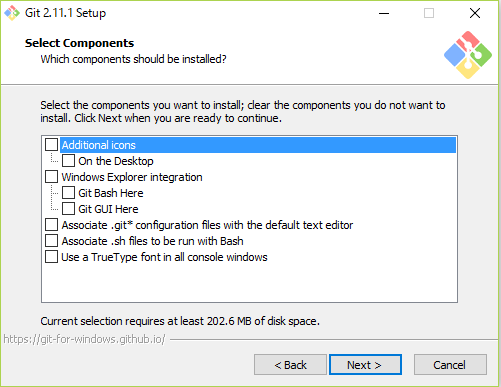 Git 2.11.1 Setup
Select Components
Which components should be installed?
Select the components you want to install; clear the components you do not want to
install. Click Next when you are ready to continue.
Additional icons
On the Desktop
Windows Explorer integration
Git Bash Here
Git GUI Here
Associate .git* configuration files with the default text editor
Associate .sh files to be run with Bash
Use a TrueType font in all console windows
Current selection requires at least 202.6 MB of disk space.
https://git-for-windows.github.io/
< Back
Next >
Cancel